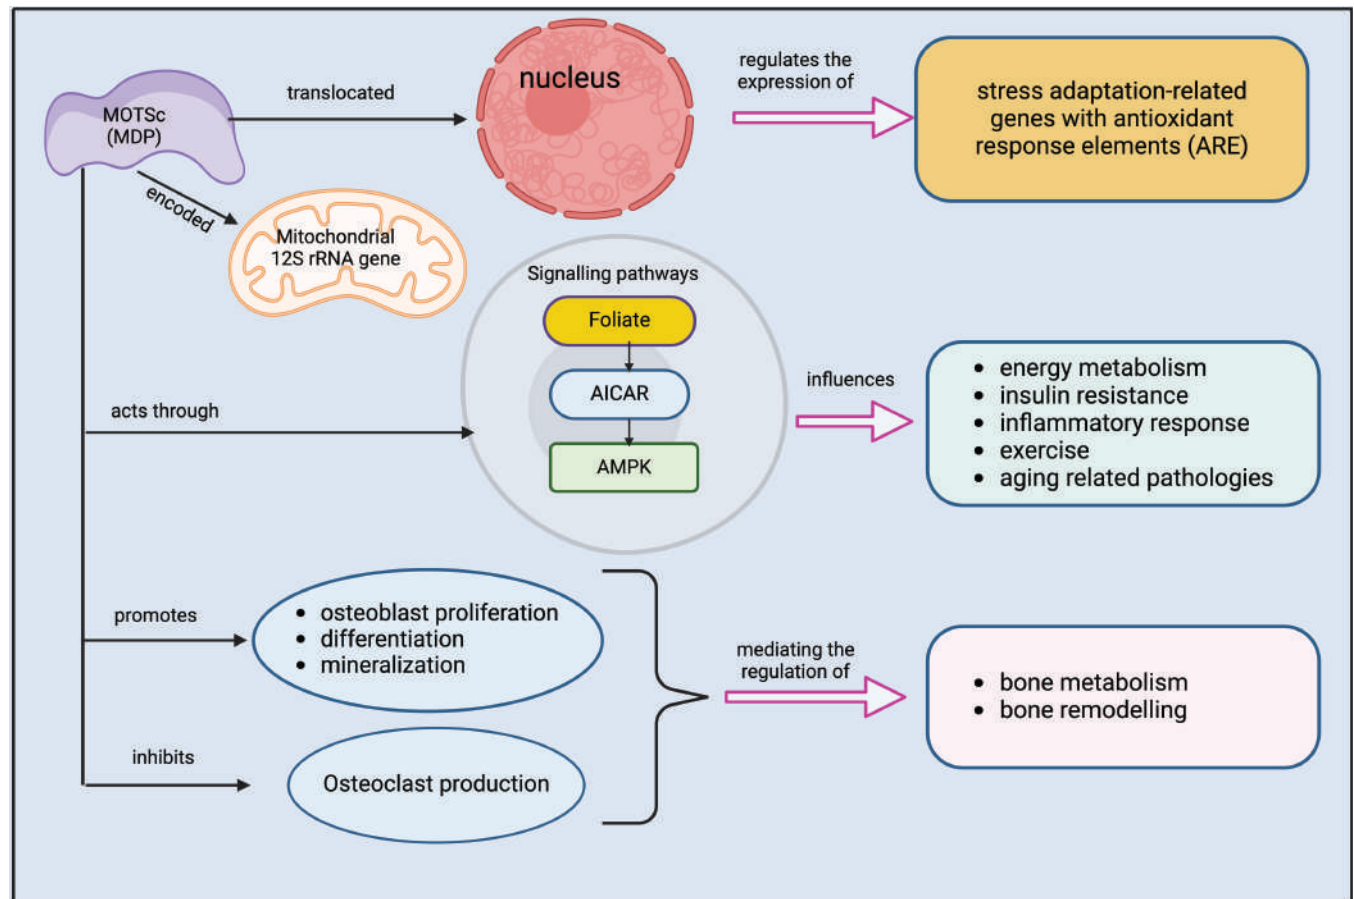 MOTSc
(MDP)
translocated
nucleus
regulates the
expression of
stress adaptation-related
genes with antioxidant
response elements (ARE)
encoded
Mitochondrial
12S rRNA gene
acts through
Signalling pathways
Foliate
AICAR
AMPK
influences
• energy metabolism
• insulin resistance
• inflammatory response
• exercise
• aging related pathologies
promotes
• osteoblast proliferation
• differentiation
• mineralization
inhibits
Osteoclast production
mediating the
regulation of
• bone metabolism
• bone remodelling